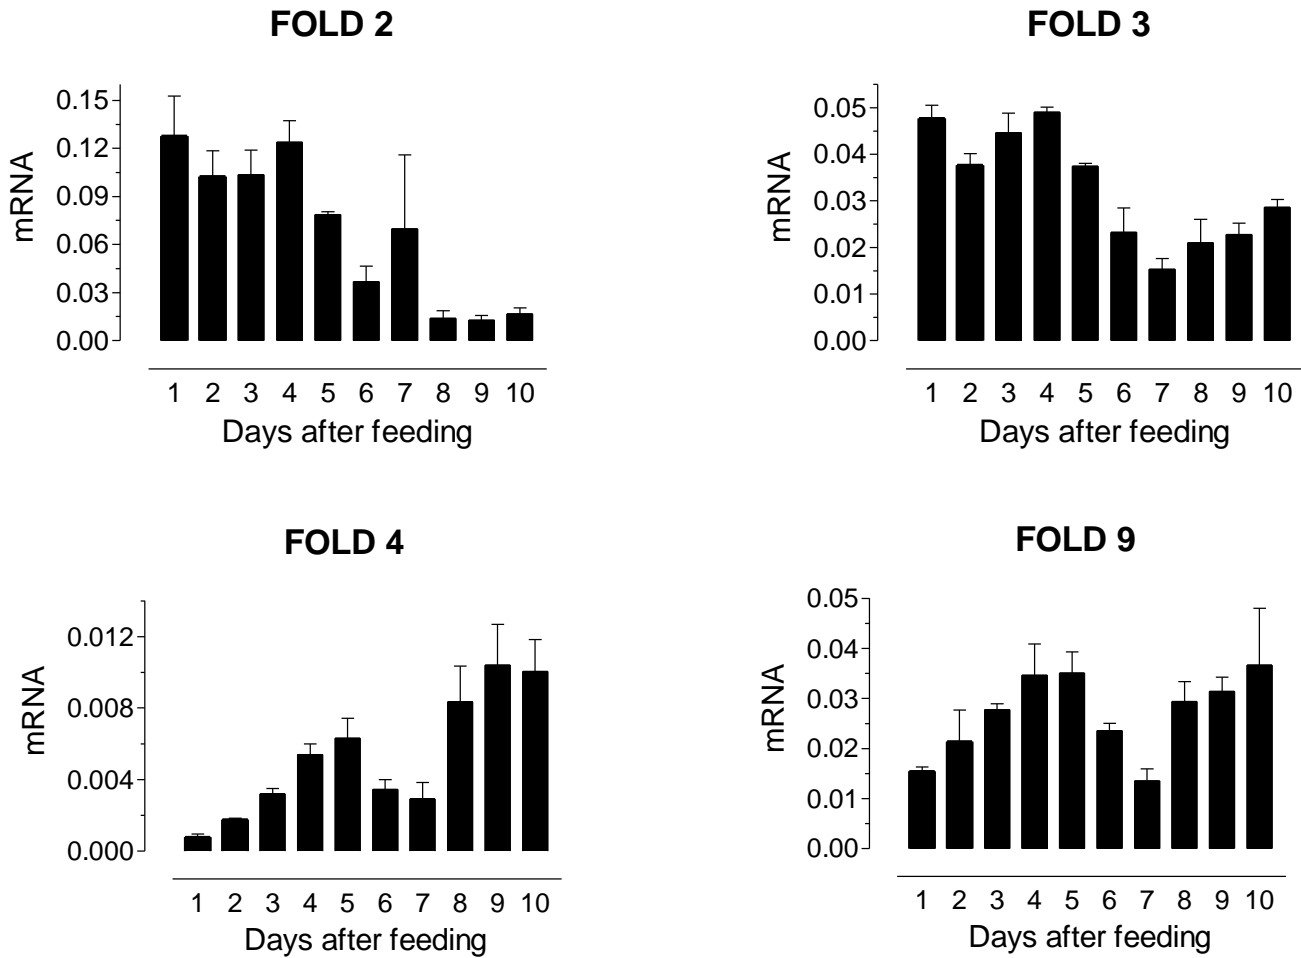 FOLD 2
0.15
0.12
0.09
0.06
0.03
0.00
mRNA
1 2 3 4 5 6 7 8 9 10
Days after feeding
FOLD 3
0.05
0.04
0.03
0.02
0.01
0.00
mRNA
1 2 3 4 5 6 7 8 9 10
Days after feeding
FOLD 4
0.012
0.008
0.004
0.000
mRNA
1 2 3 4 5 6 7 8 9 10
Days after feeding
FOLD 9
0.05
0.04
0.03
0.02
0.01
0.00
mRNA
1 2 3 4 5 6 7 8 9 10
Days after feeding